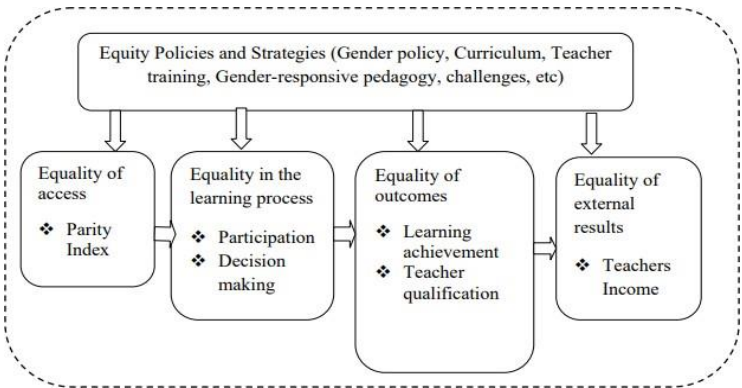 Equity Policies and Strategies (Gender policy, Curriculum, Teacher
training, Gender-responsive pedagogy, challenges, etc)
Equality of
access
❖ Parity
Index
Equality in the
learning process
❖ Participation
❖ Decision
making
Equality of
outcomes
❖ Learning
achievement
❖ Teacher
qualification
Equality of
external
results
❖ Teachers
Income